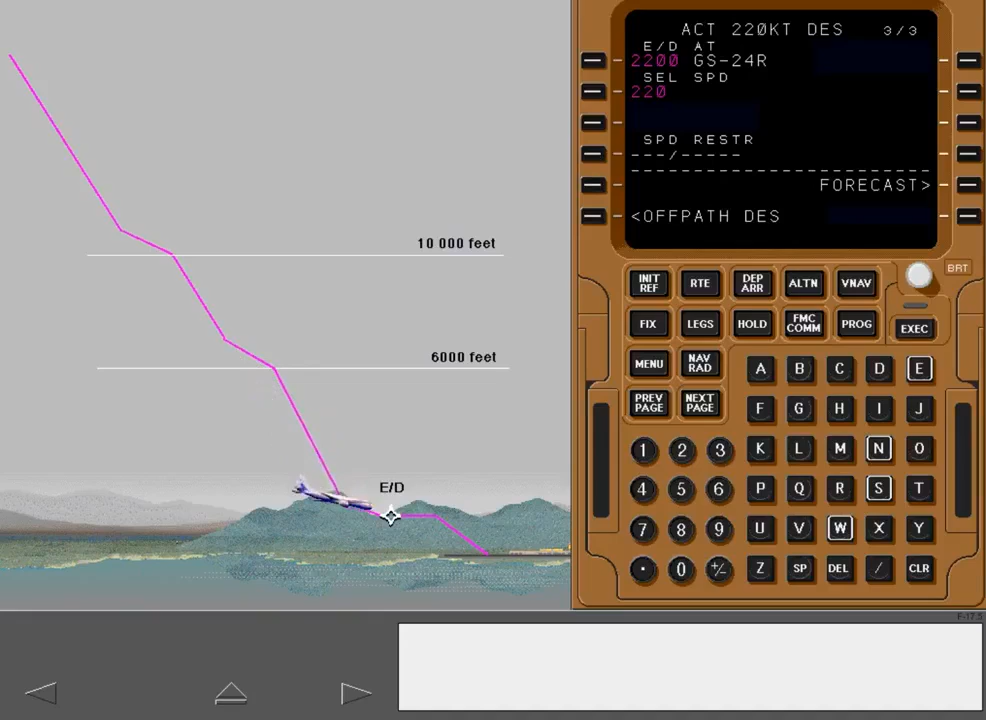 ACT 220KT DES 3/3
E/D AT
2200 GS-24R
SEL SPD
220
SPD RESTR
---/-----
FORECAST>
<OFFPATH DES
10 000 feet
6000 feet
E/D
BRT
INIT REF
RTE
DEP ARR
ALTN
VNAV
FIX
LEGS
HOLD
FMC COMM
PROG
EXEC
MENU
NAV RAD
PREV PAGE
NEXT PAGE
A B C D E
F G H I J
1 2 3 K L M N O
4 5 6 P Q R S T
7 8 9 U V W X Y
. 0 +/- Z SP DEL / CLR
F-17.5